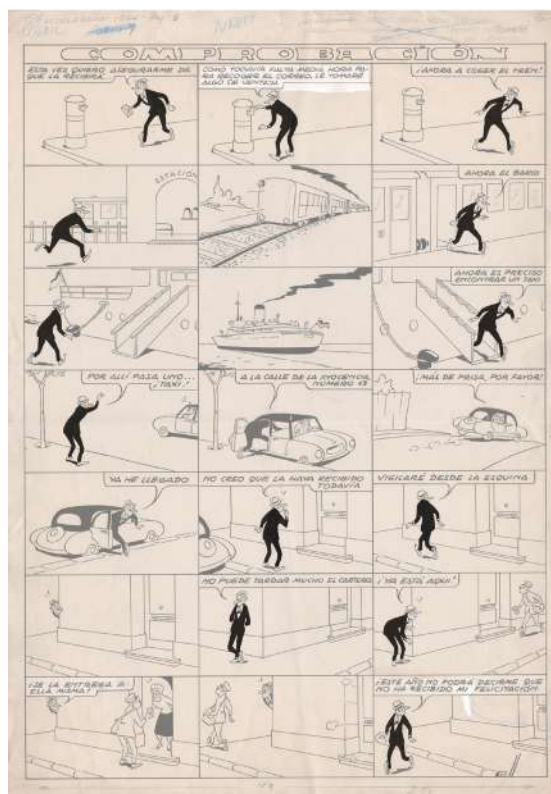 COMPROBACIÓN
ESTA VEZ QUIERO ASEGURARME DE
QUE LA RECIBIRÁ
COMO TODAVÍA FALTA MEDIA HORA PA-
RA RECOGER EL CORREO, LE TOMARÉ
ALGO DE VENTAJA
¡AHORA A COGER EL TREN!
ESTACIÓN
AHORA EL BARCO
AHORA ES PRECISO
ENCONTRAR UN TAXI
POR ALLÍ PASA UNO...
¡TAXI!
A LA CALLE DE LA INOCENCIA,
NÚMERO 13
¡MÁS DE PRISA, POR FAVOR!
YA HE LLEGADO
NO CREO QUE LA HAYA RECIBIDO
TODAVÍA
VIGILARÉ DESDE LA ESQUINA
NO PUEDE TARDAR MUCHO EL CARTERO
¡YA ESTÁ AQUÍ!
¡SE LA ENTREGA A
ELLA MISMA!
¡ESTE AÑO NO PODRÁ DECIRME QUE
NO HA RECIBIDO MI FELICITACIÓN